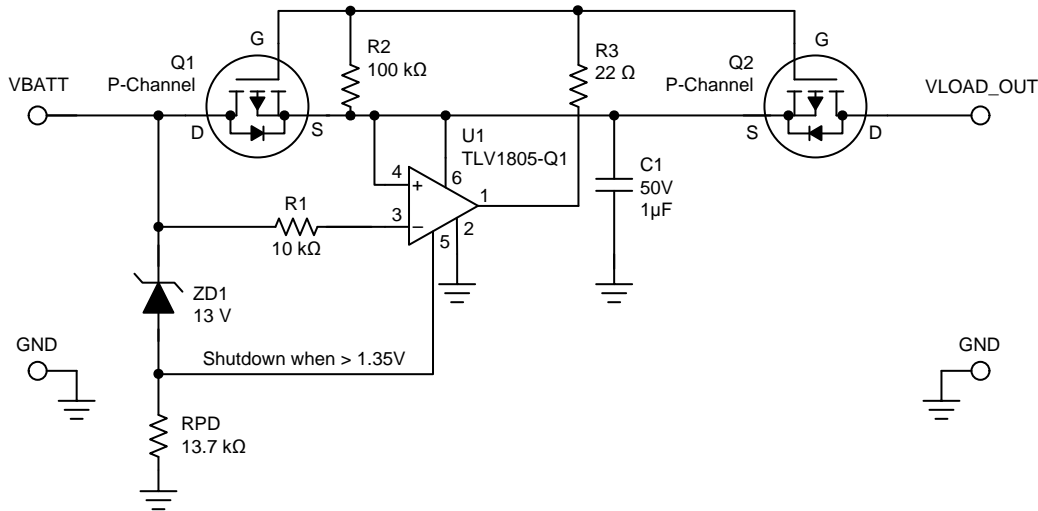 G
R2
100 kΩ
R3
22 Ω
G
Q1
P-Channel
Q2
P-Channel
VBATT
VLOAD_OUT
D
S
S
D
U1
TLV1805-Q1
4
+
6
1
3
−
2
5
C1
50V
1µF
R1
10 kΩ
ZD1
13 V
GND
Shutdown when > 1.35V
GND
RPD
13.7 kΩ